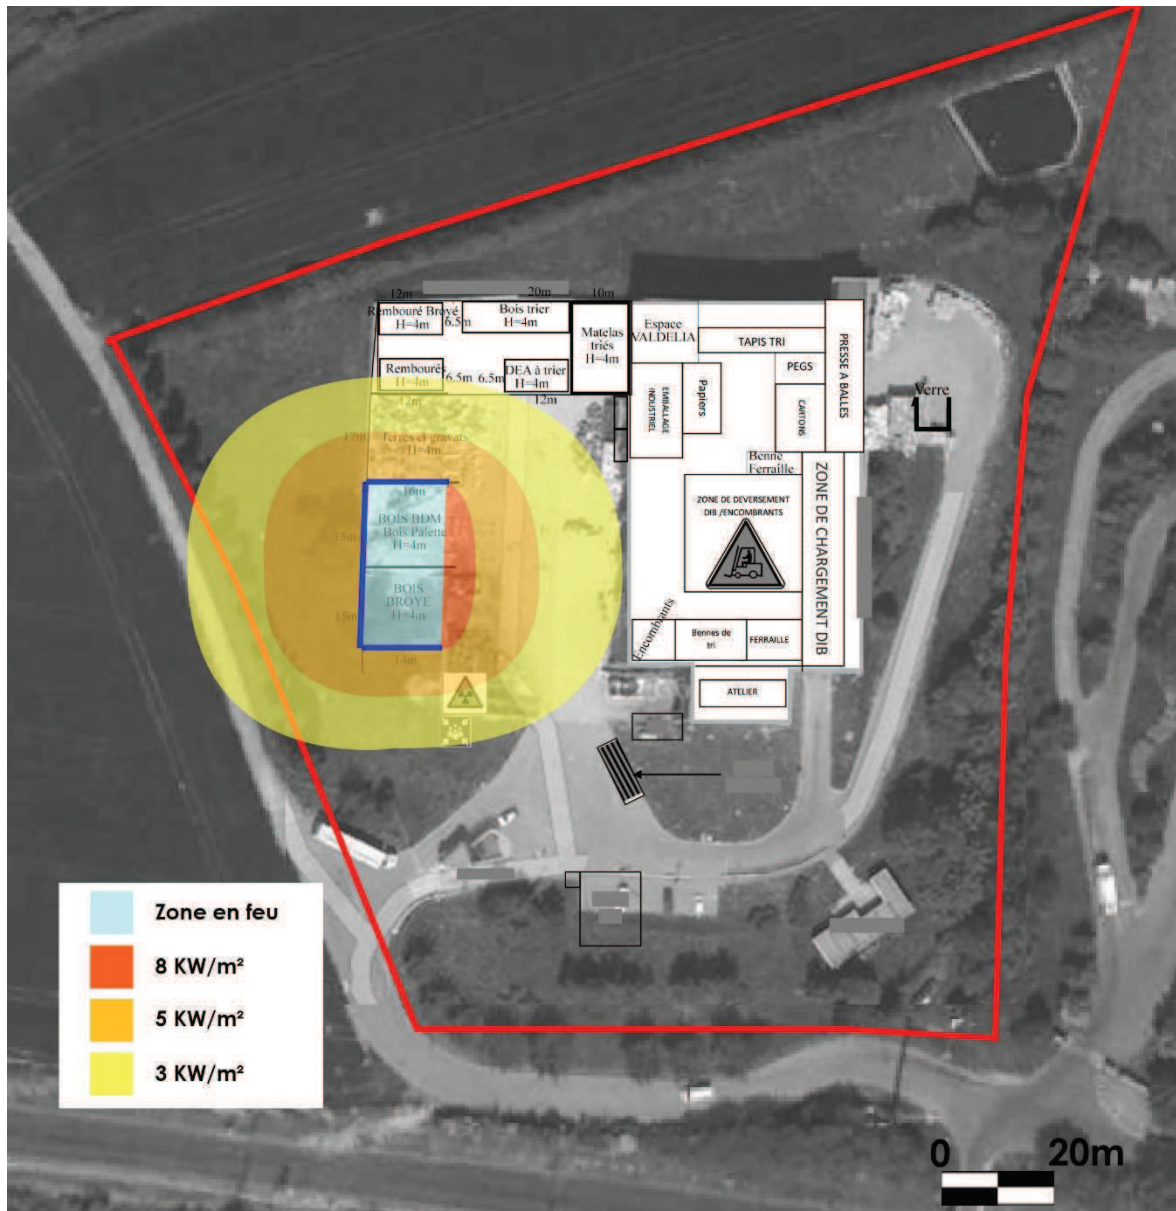 12m
20m
10m
Rembouré Broyé
H=4m
6.5m
Bois trier
H=4m
Matelas
triés
H=4m
Espace
VALDELIA
TAPIS TRI
PRESSE A BALLES
Rembourés
H=4m
6.5m
6.5m
DEA à trier
H=4m
PEGS
12m
12m
EMBALLAGE
INDUSTRIEL
Papiers
CARTONS
Verre
12m
Terres et gravats
H=4m
Benne
Ferraille
16m
BOIS BDM
Bois Palette
H=4m
15m
ZONE DE DEVERSEMENT
DIB /ENCOMBRANTS
ZONE DE CHARGEMENT DIB
BOIS
BROYE
H=4m
15m
14m
Encombrants
Bennes de
tri
FERRAILLE
ATELIER
Zone en feu
8 KW/m²
5 KW/m²
3 KW/m²
0
20m